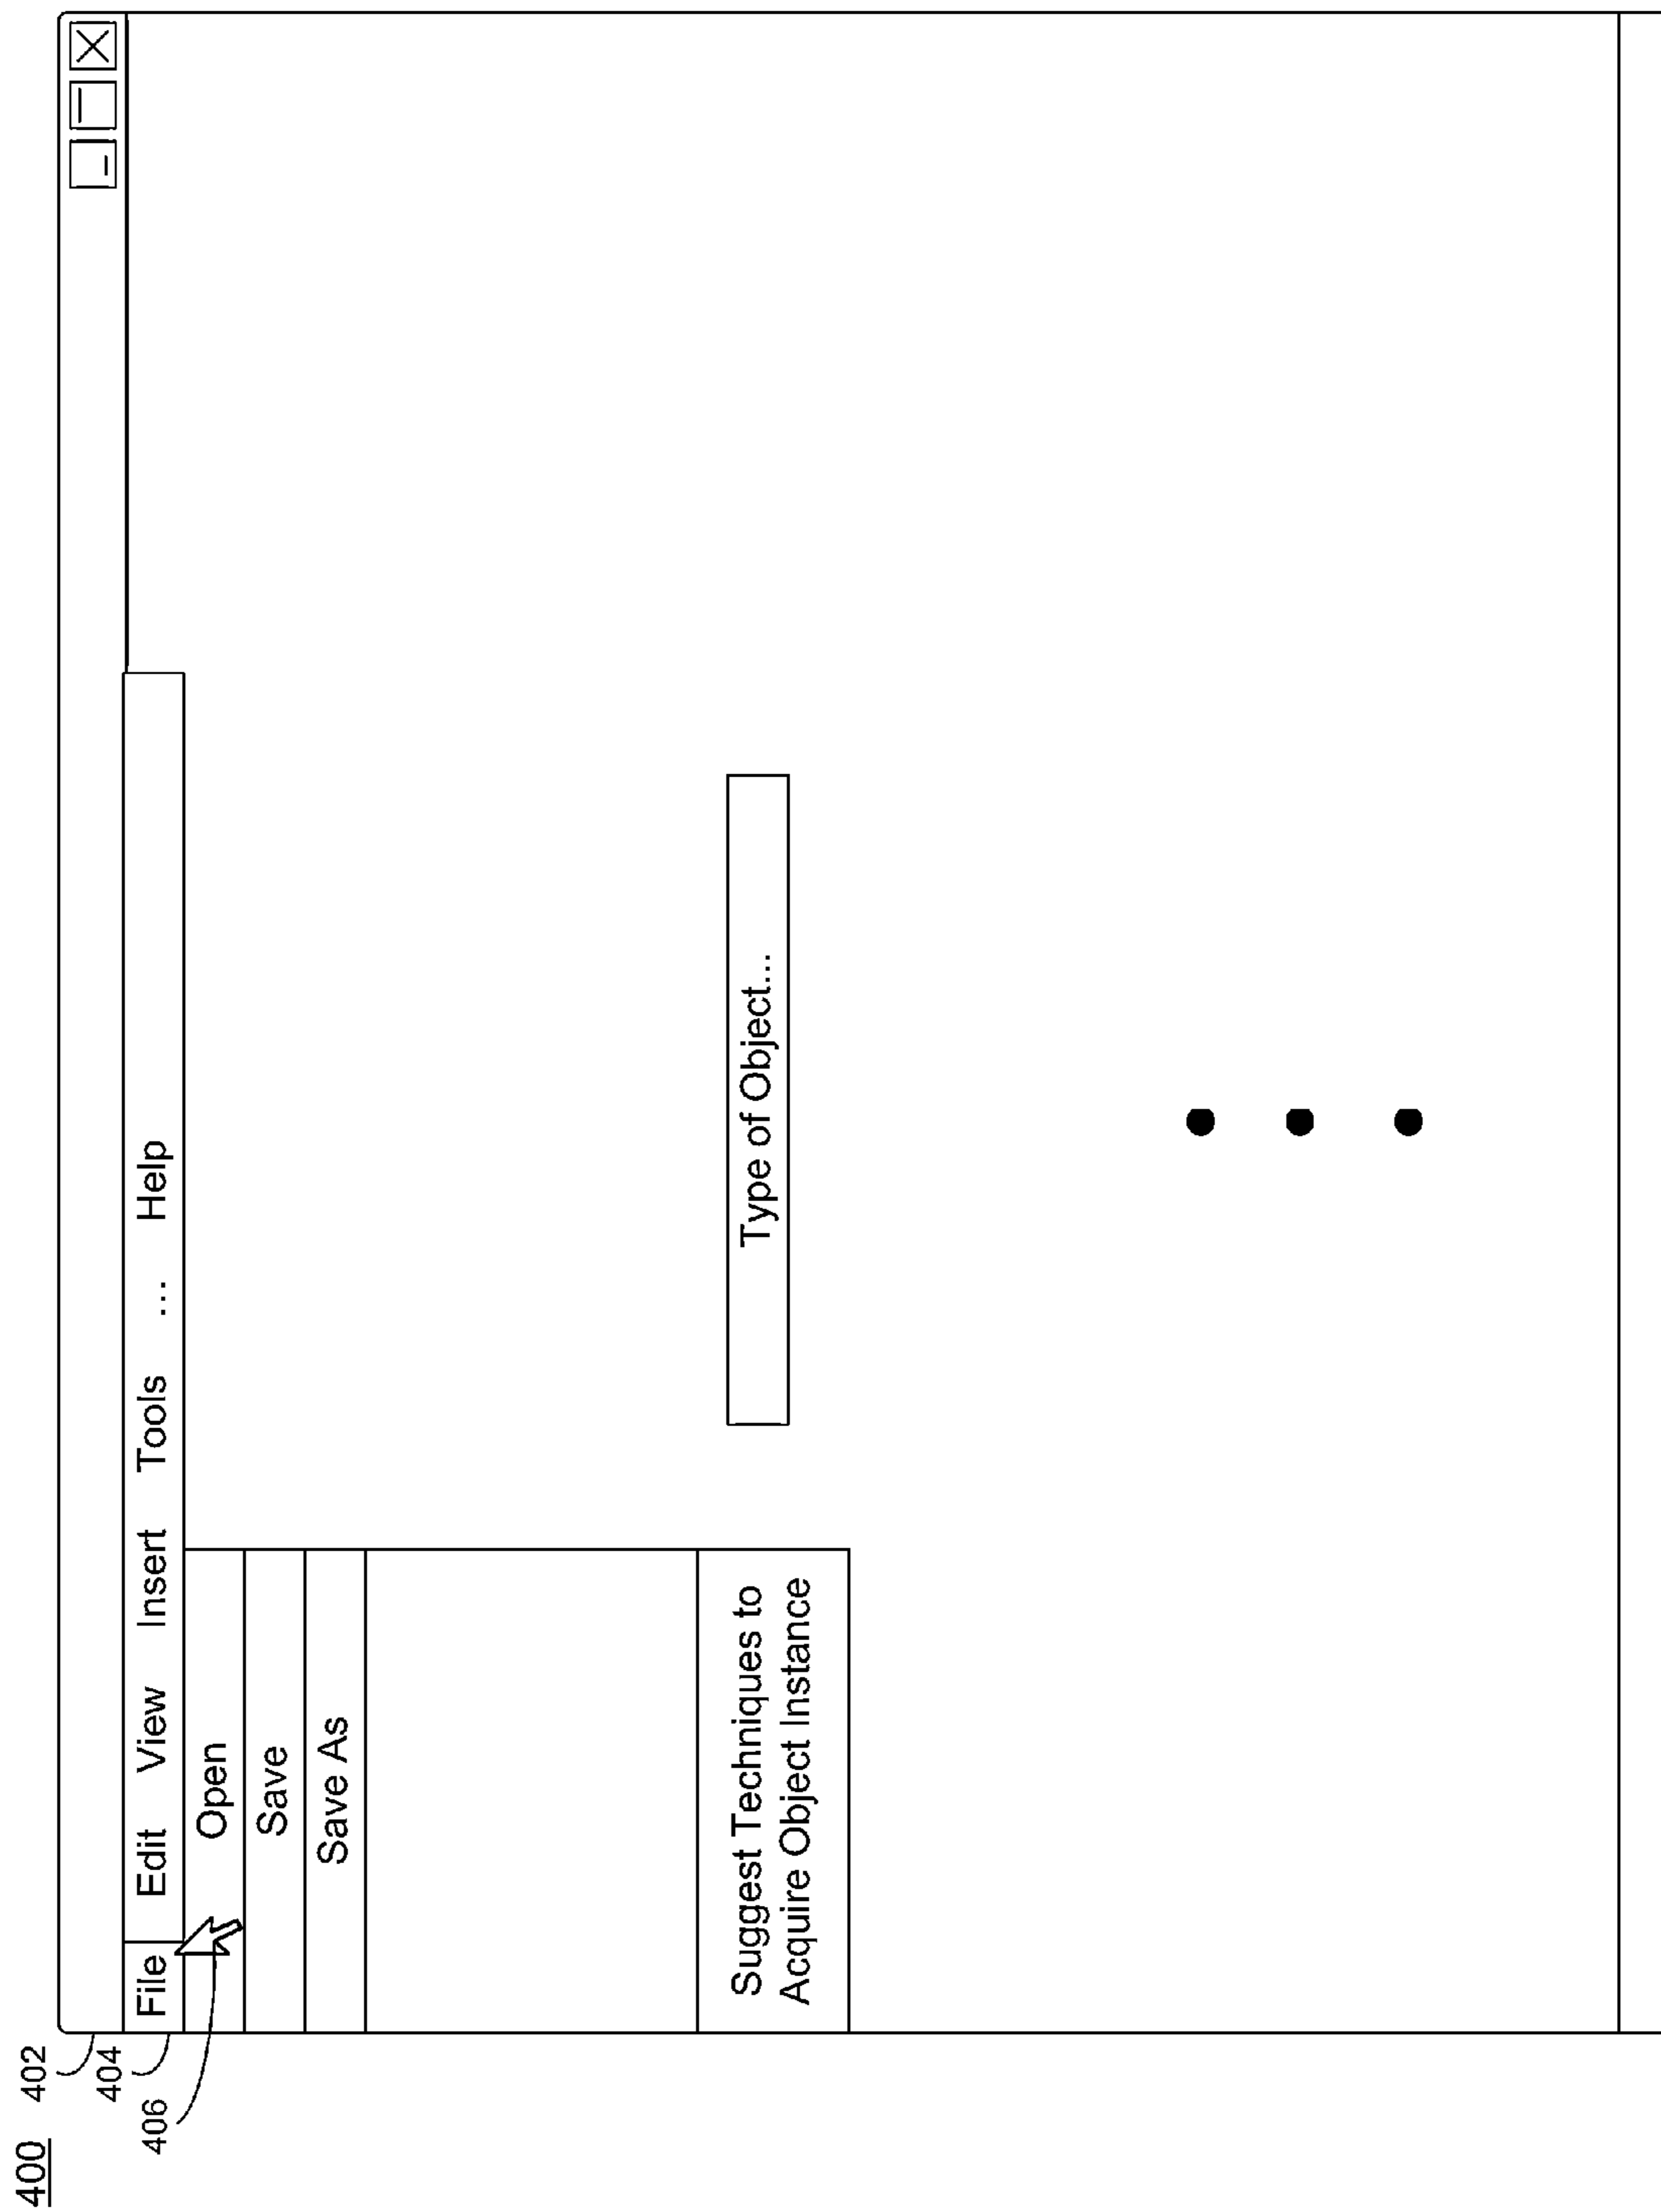 400
402
404
406
File Edit View Insert Tools ... Help
Open
Save
Save As
Suggest Techniques to
Acquire Object Instance
Type of Object...